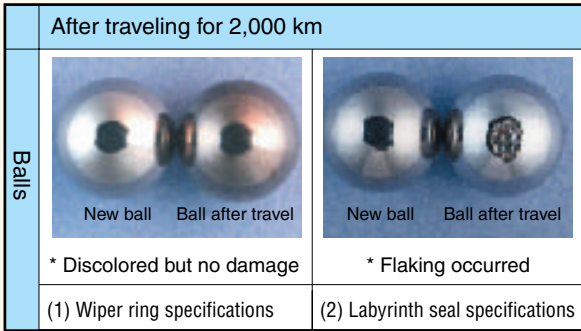 After traveling for 2,000 km
Balls
New ball Ball after travel
* Discolored but no damage
(1) Wiper ring specifications
New ball Ball after travel
* Flaking occurred
(2) Labyrinth seal specifications